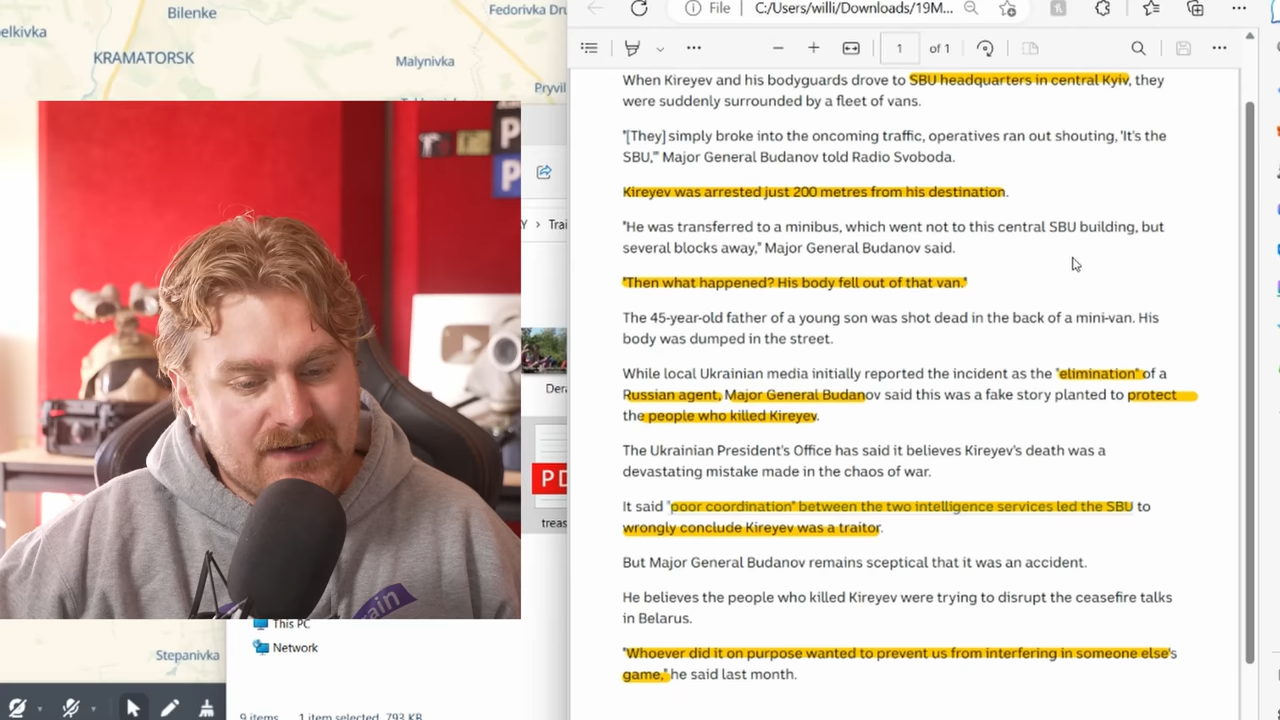 Bilenke
Fedorivka Dru
elkivka
KRAMATORSK
Malynivka
Pryvil
File
C:/Users/willi/Downloads/19M...
1 of 1
When Kireyev and his bodyguards drove to SBU headquarters in central Kyiv, they
were suddenly surrounded by a fleet of vans.
"[They] simply broke into the oncoming traffic, operatives ran out shouting, 'It's the
SBU,'" Major General Budanov told Radio Svoboda.
Kireyev was arrested just 200 metres from his destination.
"He was transferred to a minibus, which went not to this central SBU building, but
several blocks away," Major General Budanov said.
"Then what happened? His body fell out of that van."
The 45-year-old father of a young son was shot dead in the back of a mini-van. His
body was dumped in the street.
While local Ukrainian media initially reported the incident as the "elimination" of a
Russian agent, Major General Budanov said this was a fake story planted to protect
the people who killed Kireyev.
The Ukrainian President's Office has said it believes Kireyev's death was a
devastating mistake made in the chaos of war.
It said "poor coordination" between the two intelligence services led the SBU to
wrongly conclude Kireyev was a traitor.
But Major General Budanov remains sceptical that it was an accident.
He believes the people who killed Kireyev were trying to disrupt the ceasefire talks
in Belarus.
"Whoever did it on purpose wanted to prevent us from interfering in someone else's
game," he said last month.
P
P
Y > Trai
Der
PD
treas
rain
This PC
Network
Stepanivka
9 items 1 item selected 793 KB